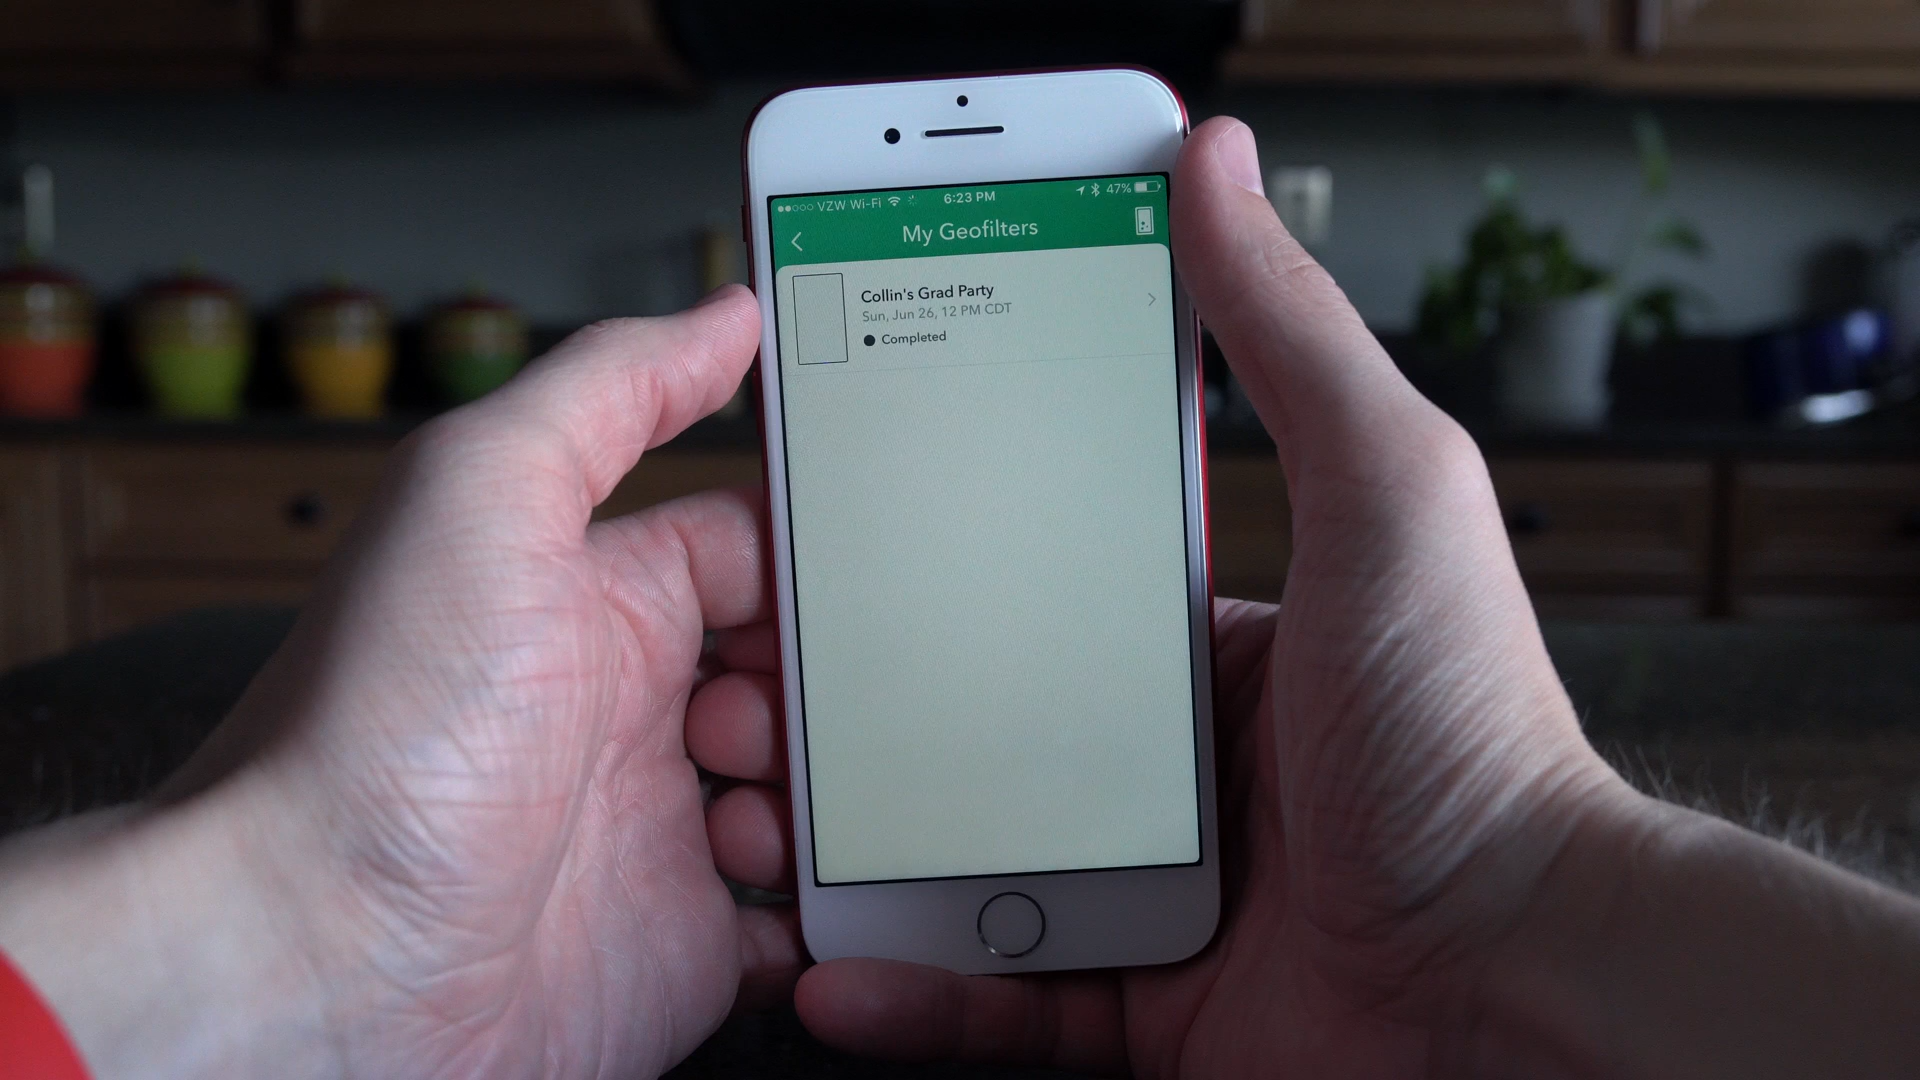 VZW Wi-Fi 6:23 PM 47%
My Geofilters
Collin's Grad Party
Sun, Jun 26, 12 PM CDT
Completed